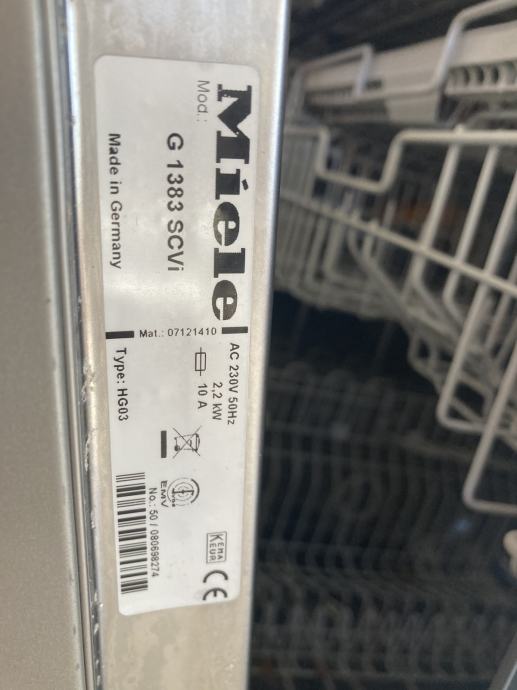 Miele
Mod.:
G 1383 SCVi
Made in Germany
Mat.: 07121410
AC 230V 50Hz
2,2 kW
10 A
Type: HG03
EMV
No.: 50 / 080698274
KEMA
KEUR
CE